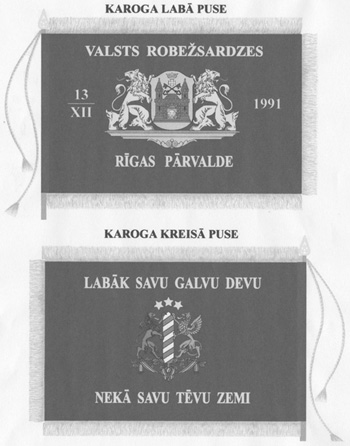 KAROGA LABĀ PUSE
VALSTS ROBEŽSARDZES
13
XII
1991
RĪGAS PĀRVALDE
KAROGA KREISĀ PUSE
LABĀK SAVU GALVU DEVU
NEKĀ SAVU TĒVU ZEMI